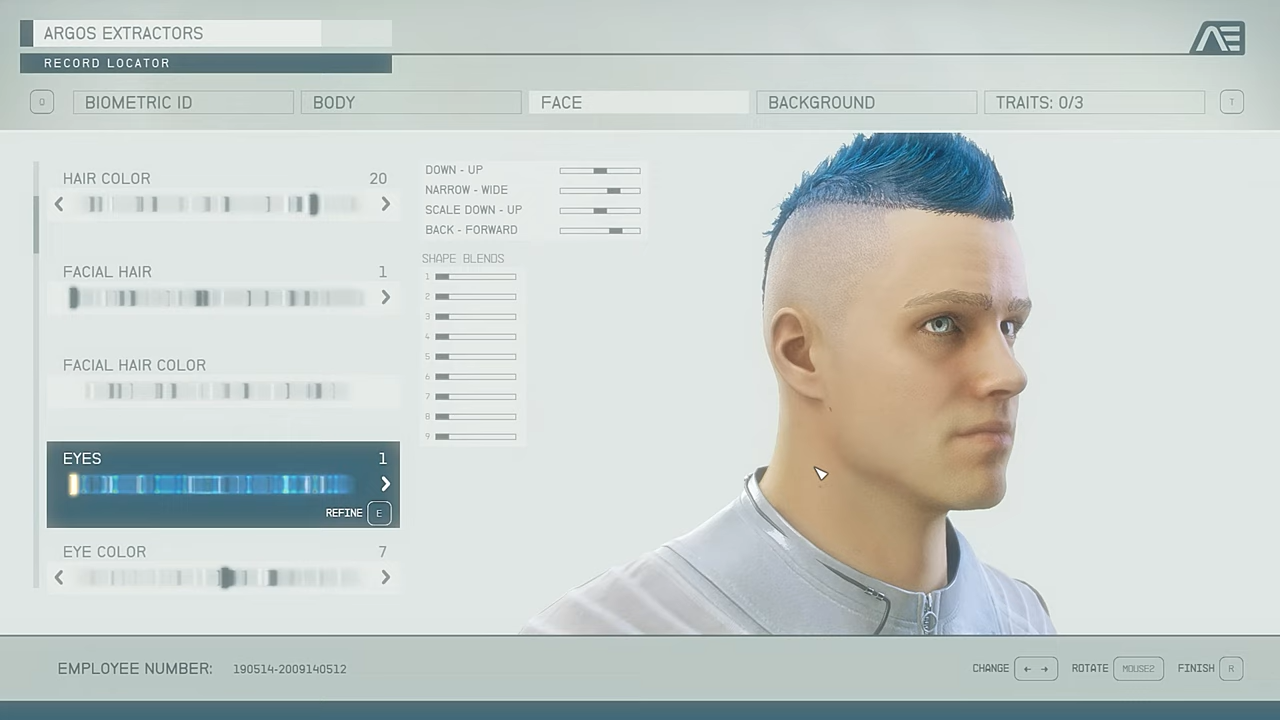 ARGOS EXTRACTORS
RECORD LOCATOR
Q BIOMETRIC ID BODY FACE BACKGROUND TRAITS: 0/3 T
HAIR COLOR 20
FACIAL HAIR 1
FACIAL HAIR COLOR
EYES 1
REFINE E
EYE COLOR 7
DOWN - UP
NARROW - WIDE
SCALE DOWN - UP
BACK - FORWARD
SHAPE BLENDS
1
2
3
4
5
6
7
8
9
AE
EMPLOYEE NUMBER: 190514-2009140512
CHANGE ← → ROTATE MOUSE2 FINISH R